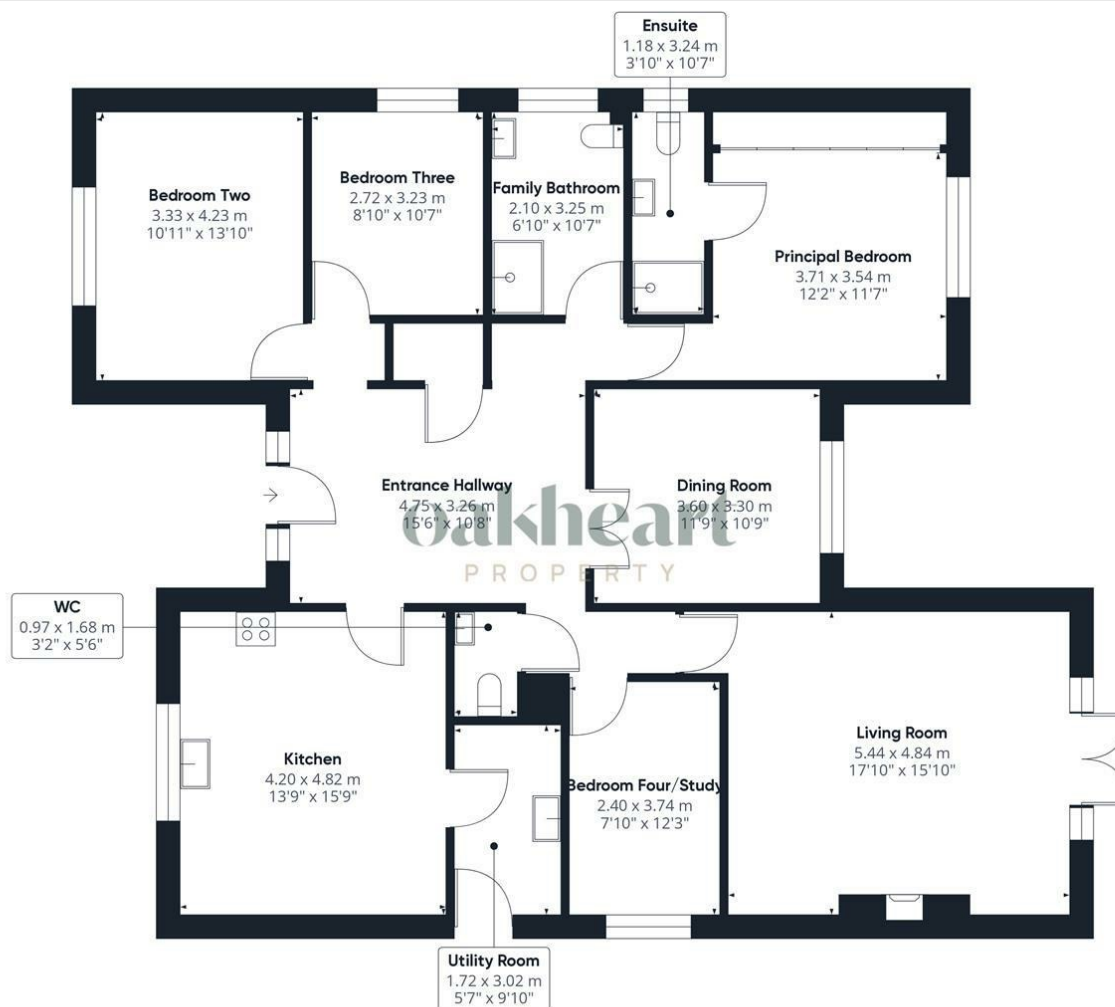 Ensuite
1.18 x 3.24 m
3'10" x 10'7"
Bedroom Two
3.33 x 4.23 m
10'11" x 13'10"
Bedroom Three
2.72 x 3.23 m
8'10" x 10'7"
Family Bathroom
2.10 x 3.25 m
6'10" x 10'7"
Principal Bedroom
3.71 x 3.54 m
12'2" x 11'7"
Entrance Hallway
4.75 x 3.26 m
15'6" x 10'8"
Dining Room
3.60 x 3.30 m
11'9" x 10'9"
oakheart
PROPERTY
WC
0.97 x 1.68 m
3'2" x 5'6"
Kitchen
4.20 x 4.82 m
13'9" x 15'9"
Bedroom Four/Study
2.40 x 3.74 m
7'10" x 12'3"
Living Room
5.44 x 4.84 m
17'10" x 15'10"
Utility Room
1.72 x 3.02 m
5'7" x 9'10"